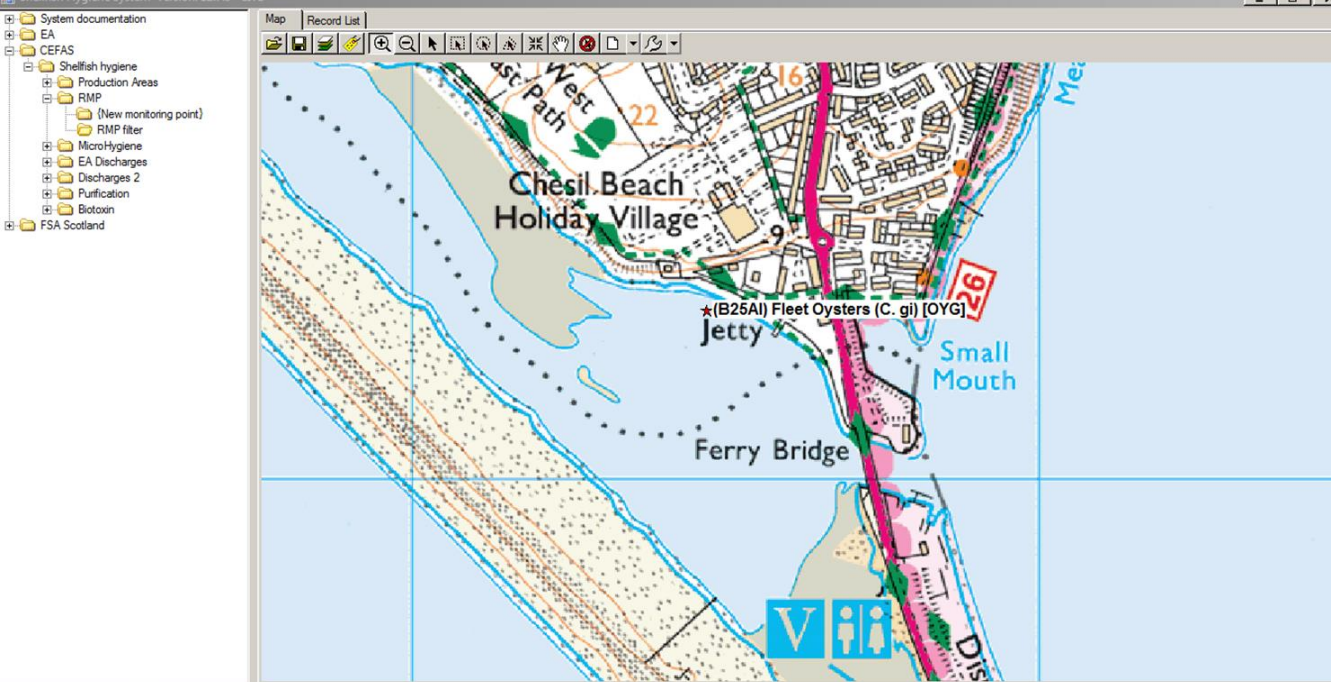 System documentation
EA
CEFAS
Shellfish hygiene
Production Areas
RMP
{New monitoring point}
RMP filter
MicroHygiene
EA Discharges
Discharges 2
Purification
Biotoxin
FSA Scotland
Map
Record List
West
Path
16
22
Chesil Beach
Holiday Village
9
26
(B25AI) Fleet Oysters (C. gi) [OYG]
Jetty
Small
Mouth
Ferry Bridge
V